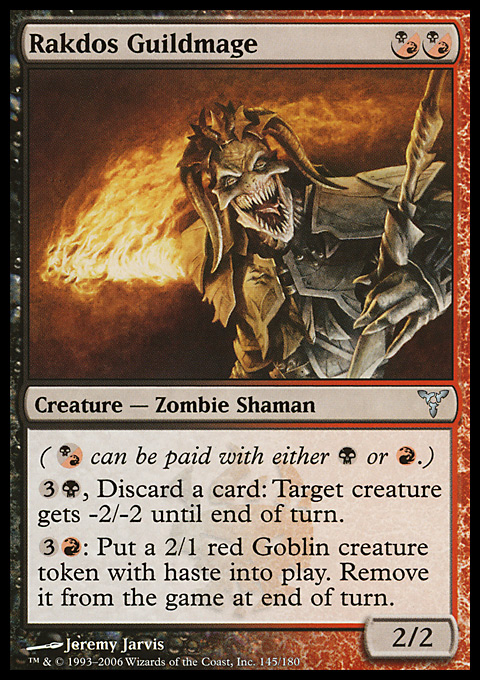 Rakdos Guildmage
Creature — Zombie Shaman
( can be paid with either or .)
3, Discard a card: Target creature
gets -2/-2 until end of turn.
3: Put a 2/1 red Goblin creature
token with haste into play. Remove
it from the game at end of turn.
Jeremy Jarvis
2/2
™ & © 1993–2006 Wizards of the Coast, Inc. 145/180